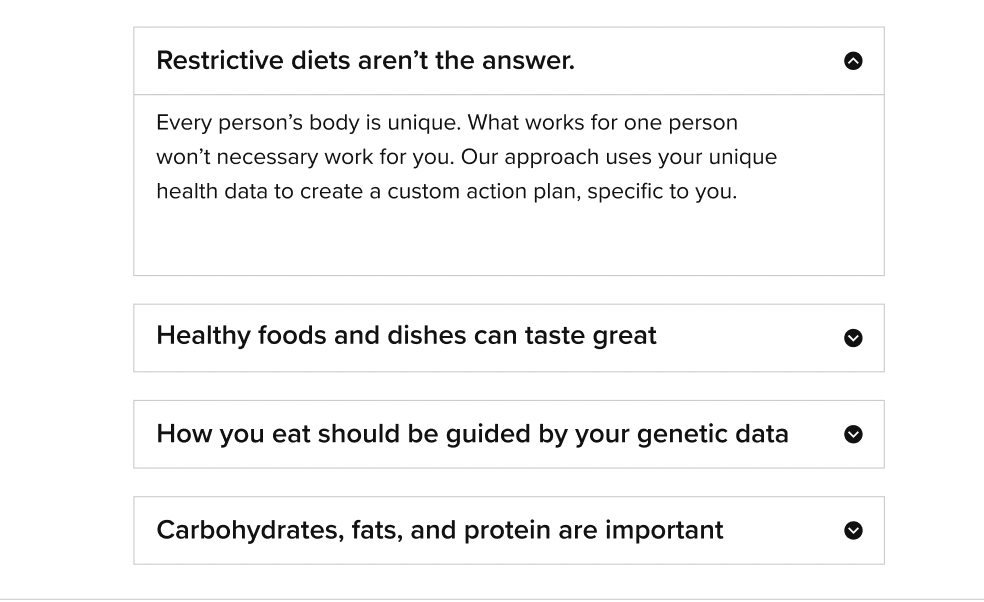 Restrictive diets aren’t the answer.
Every person’s body is unique. What works for one person
won’t necessary work for you. Our approach uses your unique
health data to create a custom action plan, specific to you.
Healthy foods and dishes can taste great
How you eat should be guided by your genetic data
Carbohydrates, fats, and protein are important